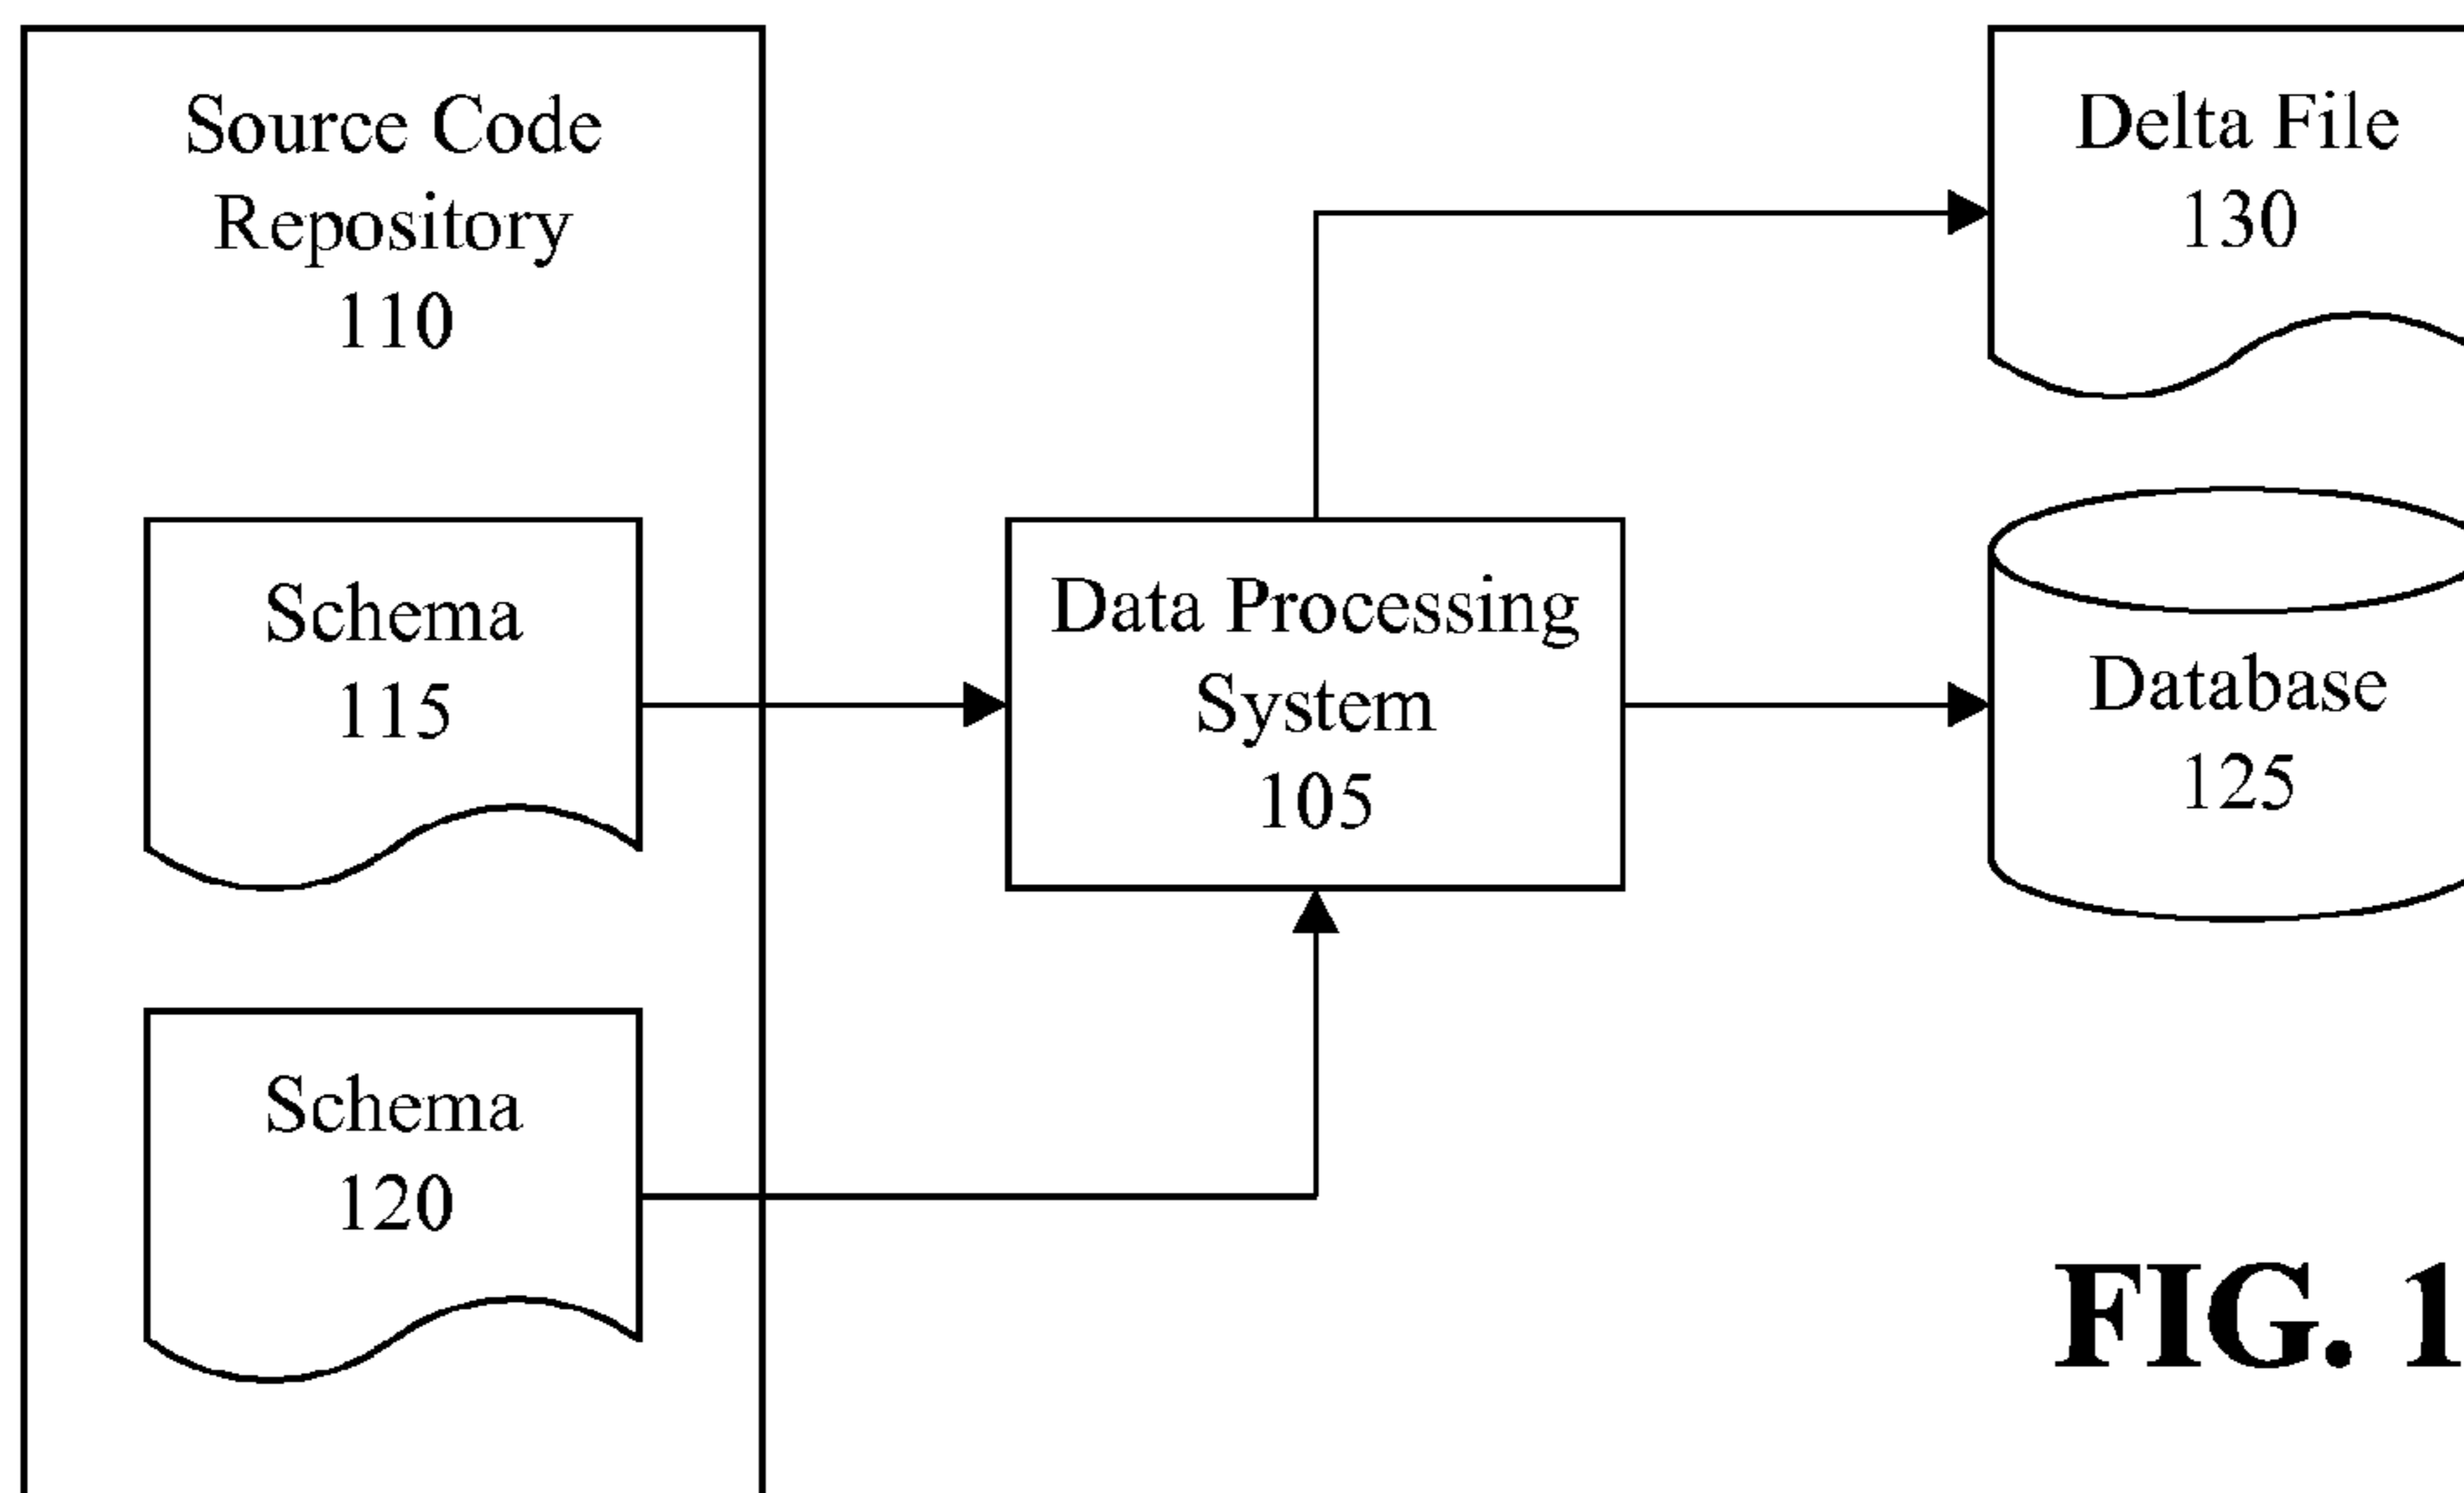 Source Code
Repository
110
Delta File
130
Schema
115
Data Processing
System
105
Database
125
Schema
120
FIG. 1